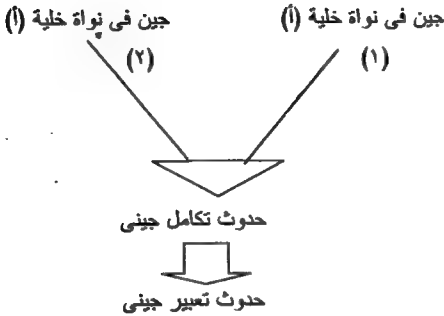 جين فى نواة خلية (أ)
(١)
جين فى نواة خلية (أ)
(٢)
حدوث تكامل جينى
حدوث تعبير جينى